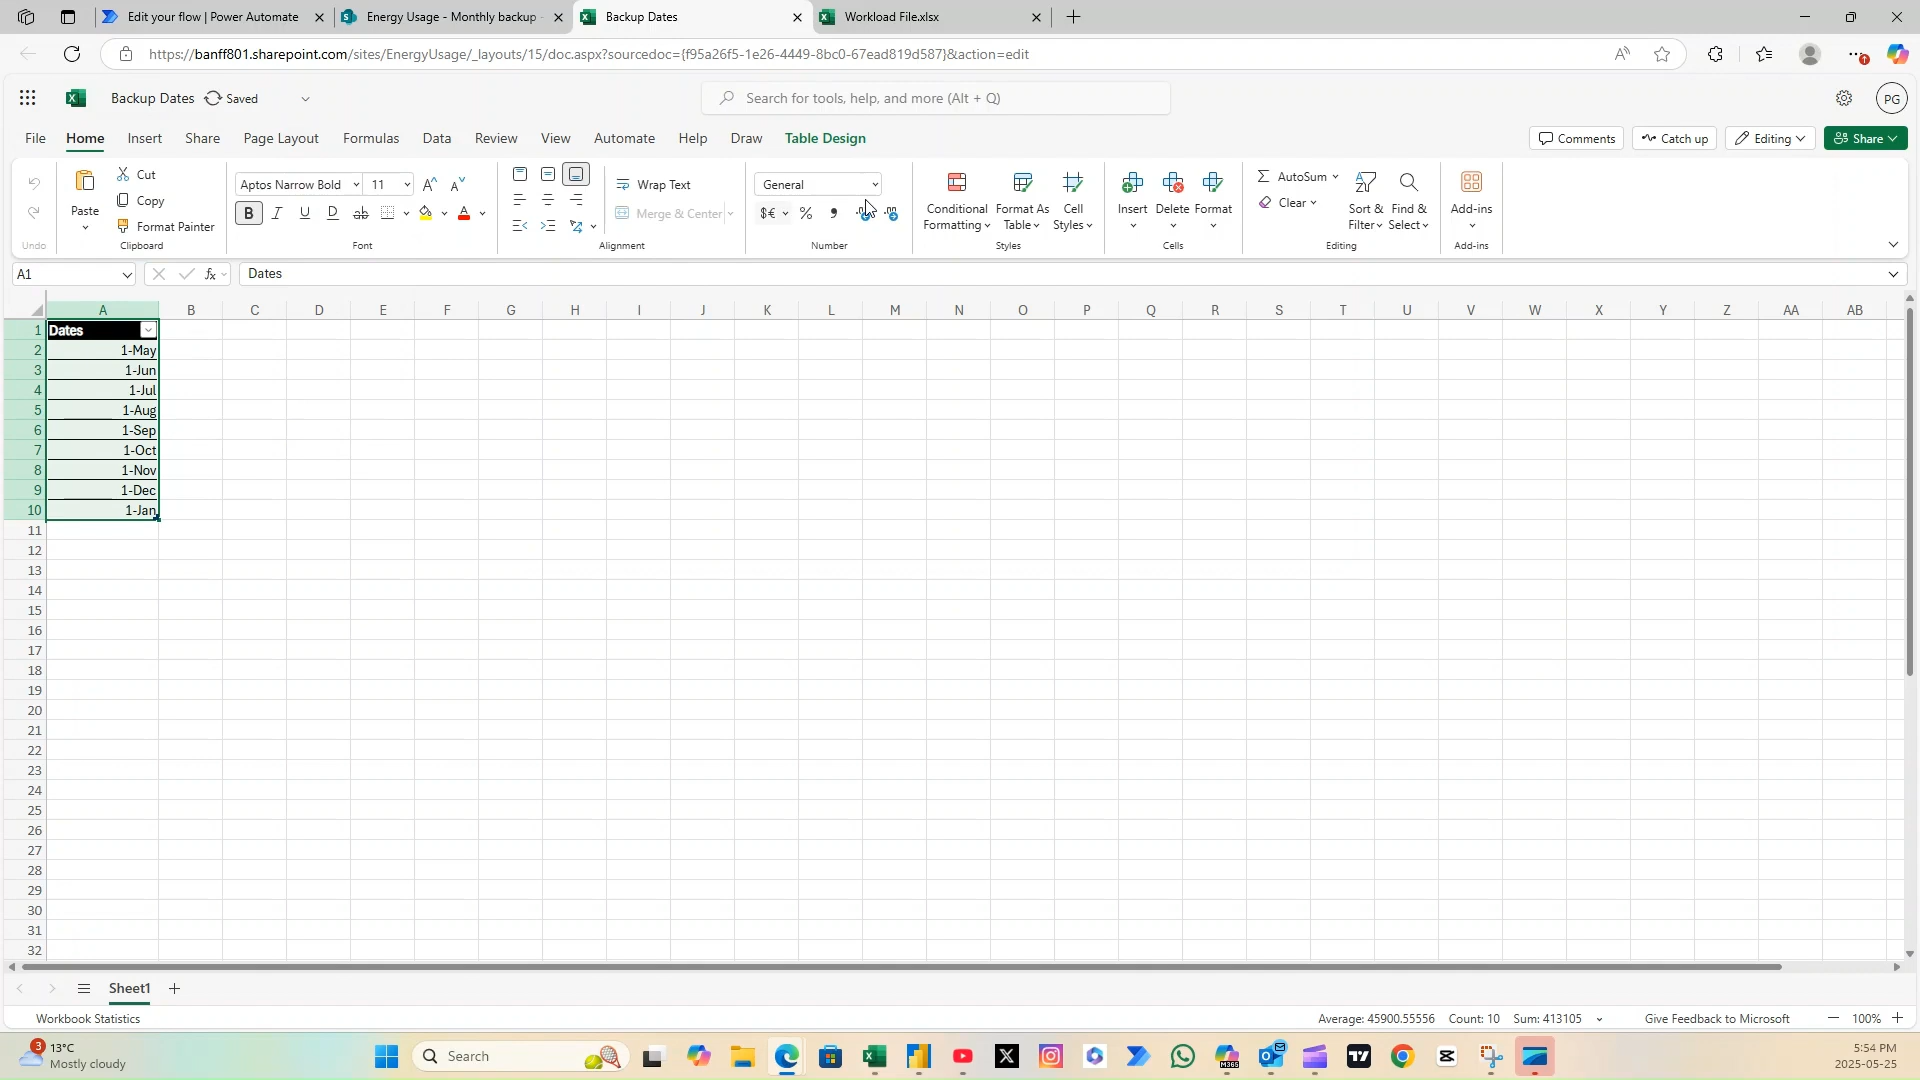 Edit your flow | Power Automate
Energy Usage - Monthly backup
Backup Dates
Workload File.xlsx
https://banff801.sharepoint.com/sites/EnergyUsage/_layouts/15/doc.aspx?sourcedoc={f95a26f5-1e26-4449-8bc0-67ead819d587}&action=edit
Backup Dates Saved
Search for tools, help, and more (Alt + Q)
PG
File Home Insert Share Page Layout Formulas Data Review View Automate Help Draw Table Design
Comments Catch up Editing Share
Paste
Cut
Copy
Format Painter
Aptos Narrow Bold 11
B I U D ab A
Wrap Text
Merge & Center
General
$€ % ,
Conditional Formatting
Format As Table
Cell Styles
Insert Delete Format
AutoSum
Clear
Sort & Filter
Find & Select
Add-ins
Undo Clipboard Font Alignment Number Styles Cells Editing Add-ins
A1 fx Dates
A B C D E F G H I J K L M N O P Q R S T U V W X Y Z AA AB
1 Dates
2 1-May
3 1-Jun
4 1-Jul
5 1-Aug
6 1-Sep
7 1-Oct
8 1-Nov
9 1-Dec
10 1-Jan
11
12
13
14
15
16
17
18
19
20
21
22
23
24
25
26
27
28
29
30
31
32
Sheet1
Workbook Statistics Average: 45900.55556 Count: 10 Sum: 413105 Give Feedback to Microsoft 100%
3 13°C
Mostly cloudy
Search
M365
5:54 PM
2025-05-25